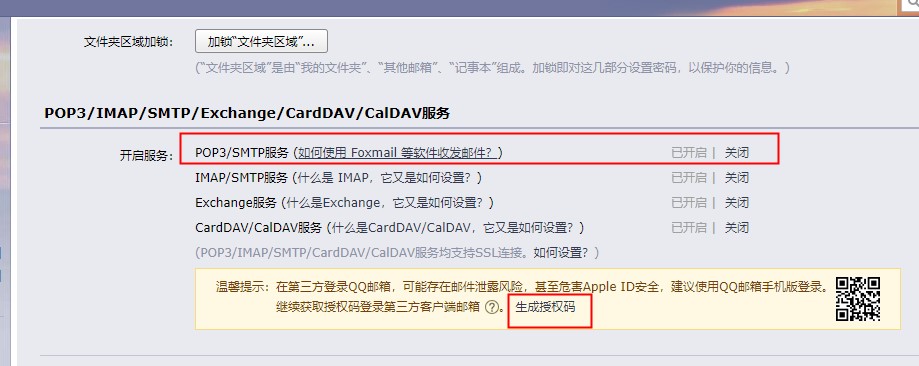 文件夹区域加锁： 加锁“文件夹区域”...
(“文件夹区域”是由“我的文件夹”、“其他邮箱”、“记事本”组成。加锁即对这几部分设置密码，以保护你的信息。)
POP3/IMAP/SMTP/Exchange/CardDAV/CalDAV服务
开启服务： POP3/SMTP服务 (如何使用 Foxmail 等软件收发邮件？) 已开启 | 关闭
IMAP/SMTP服务 (什么是 IMAP，它又是如何设置？) 已开启 | 关闭
Exchange服务 (什么是Exchange，它又是如何设置？) 已开启 | 关闭
CardDAV/CalDAV服务 (什么是CardDAV/CalDAV，它又是如何设置？) 已开启 | 关闭
(POP3/IMAP/SMTP/CardDAV/CalDAV服务均支持SSL连接。如何设置？)
温馨提示：在第三方登录QQ邮箱，可能存在邮件泄露风险，甚至危害Apple ID安全，建议使用QQ邮箱手机版登录。
继续获取授权码登录第三方客户端邮箱 ?。 生成授权码